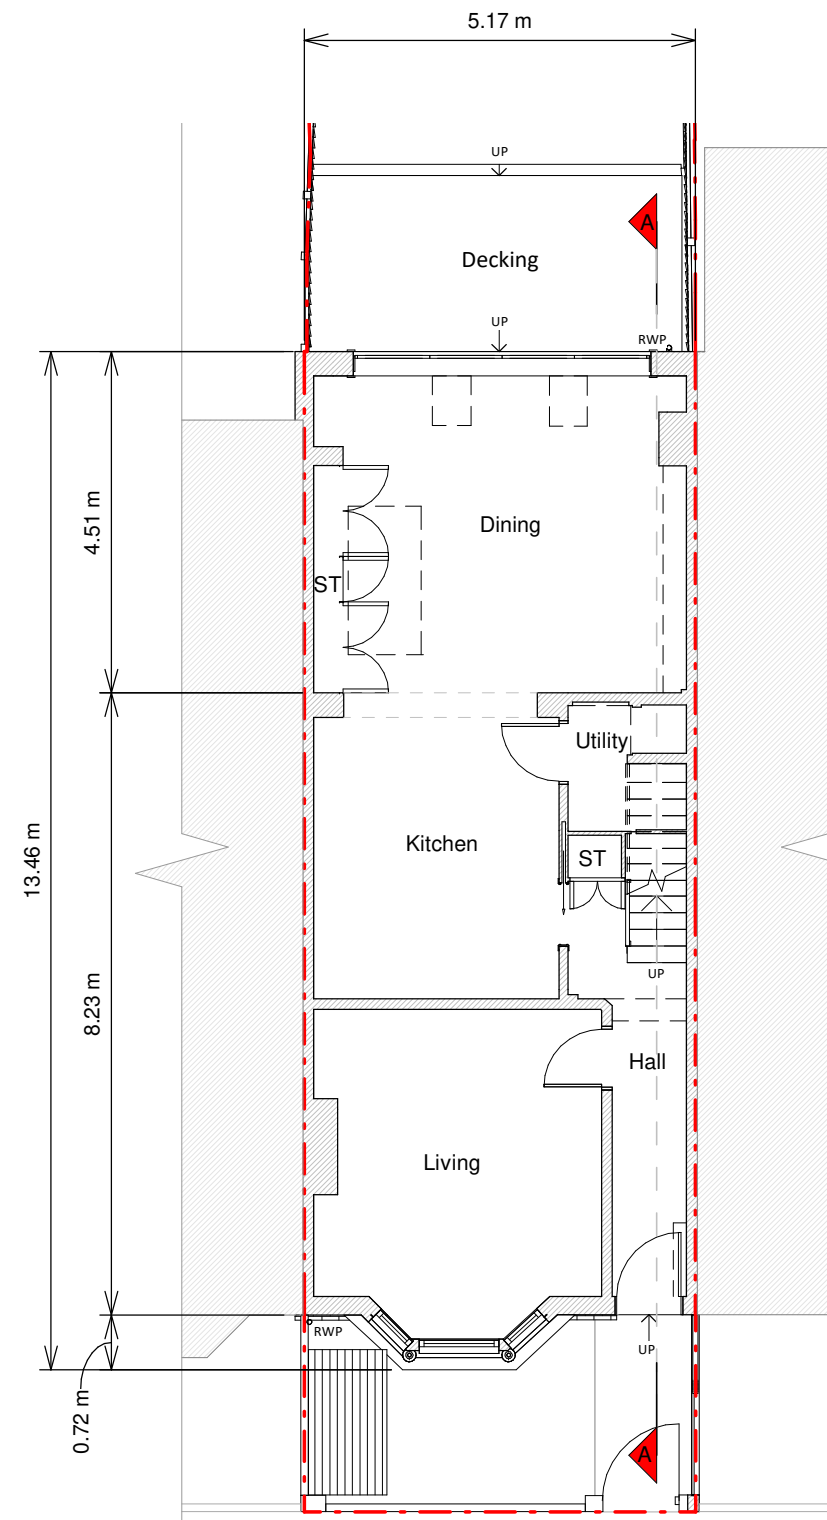 5.17 m
UP
A
Decking
UP
RWP
4.51 m
Dining
ST
Utility
13.46 m
Kitchen
ST
8.23 m
UP
Hall
Living
RWP
UP
0.72 m
A